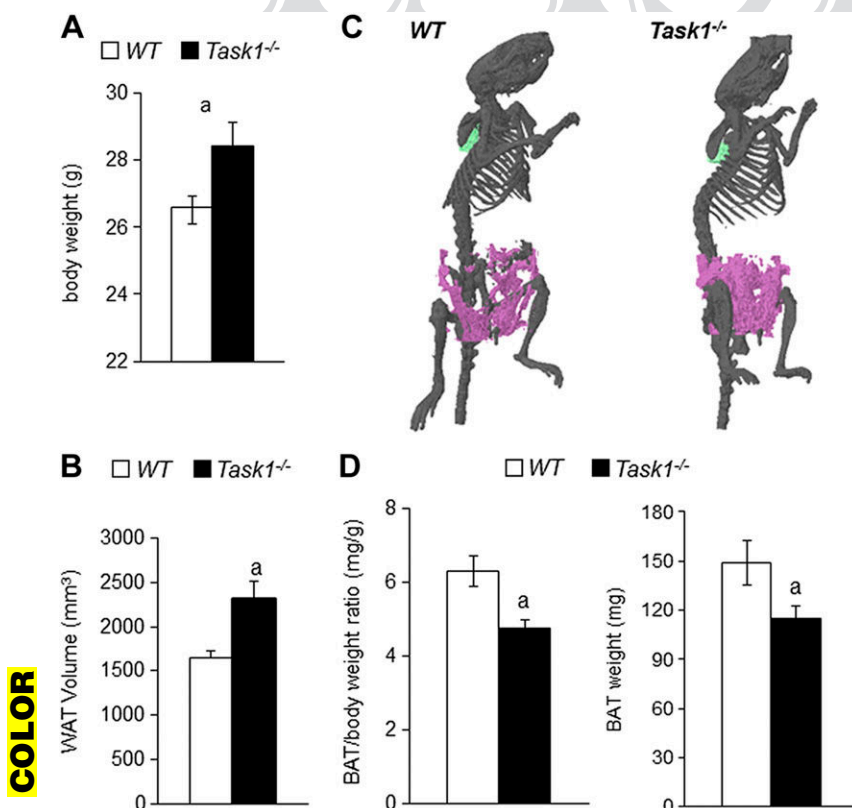 A
WT Task1-/-
30
28
26
24
22
body weight (g)
a
C
WT
Task1-/-
B
WT Task1-/-
3000
2500
2000
1500
1000
500
0
WAT Volume (mm³)
a
D
WT Task1-/-
8
6
4
2
0
BAT/body weight ratio (mg/g)
a
180
150
120
90
60
30
0
BAT weight (mg)
a
COLOR